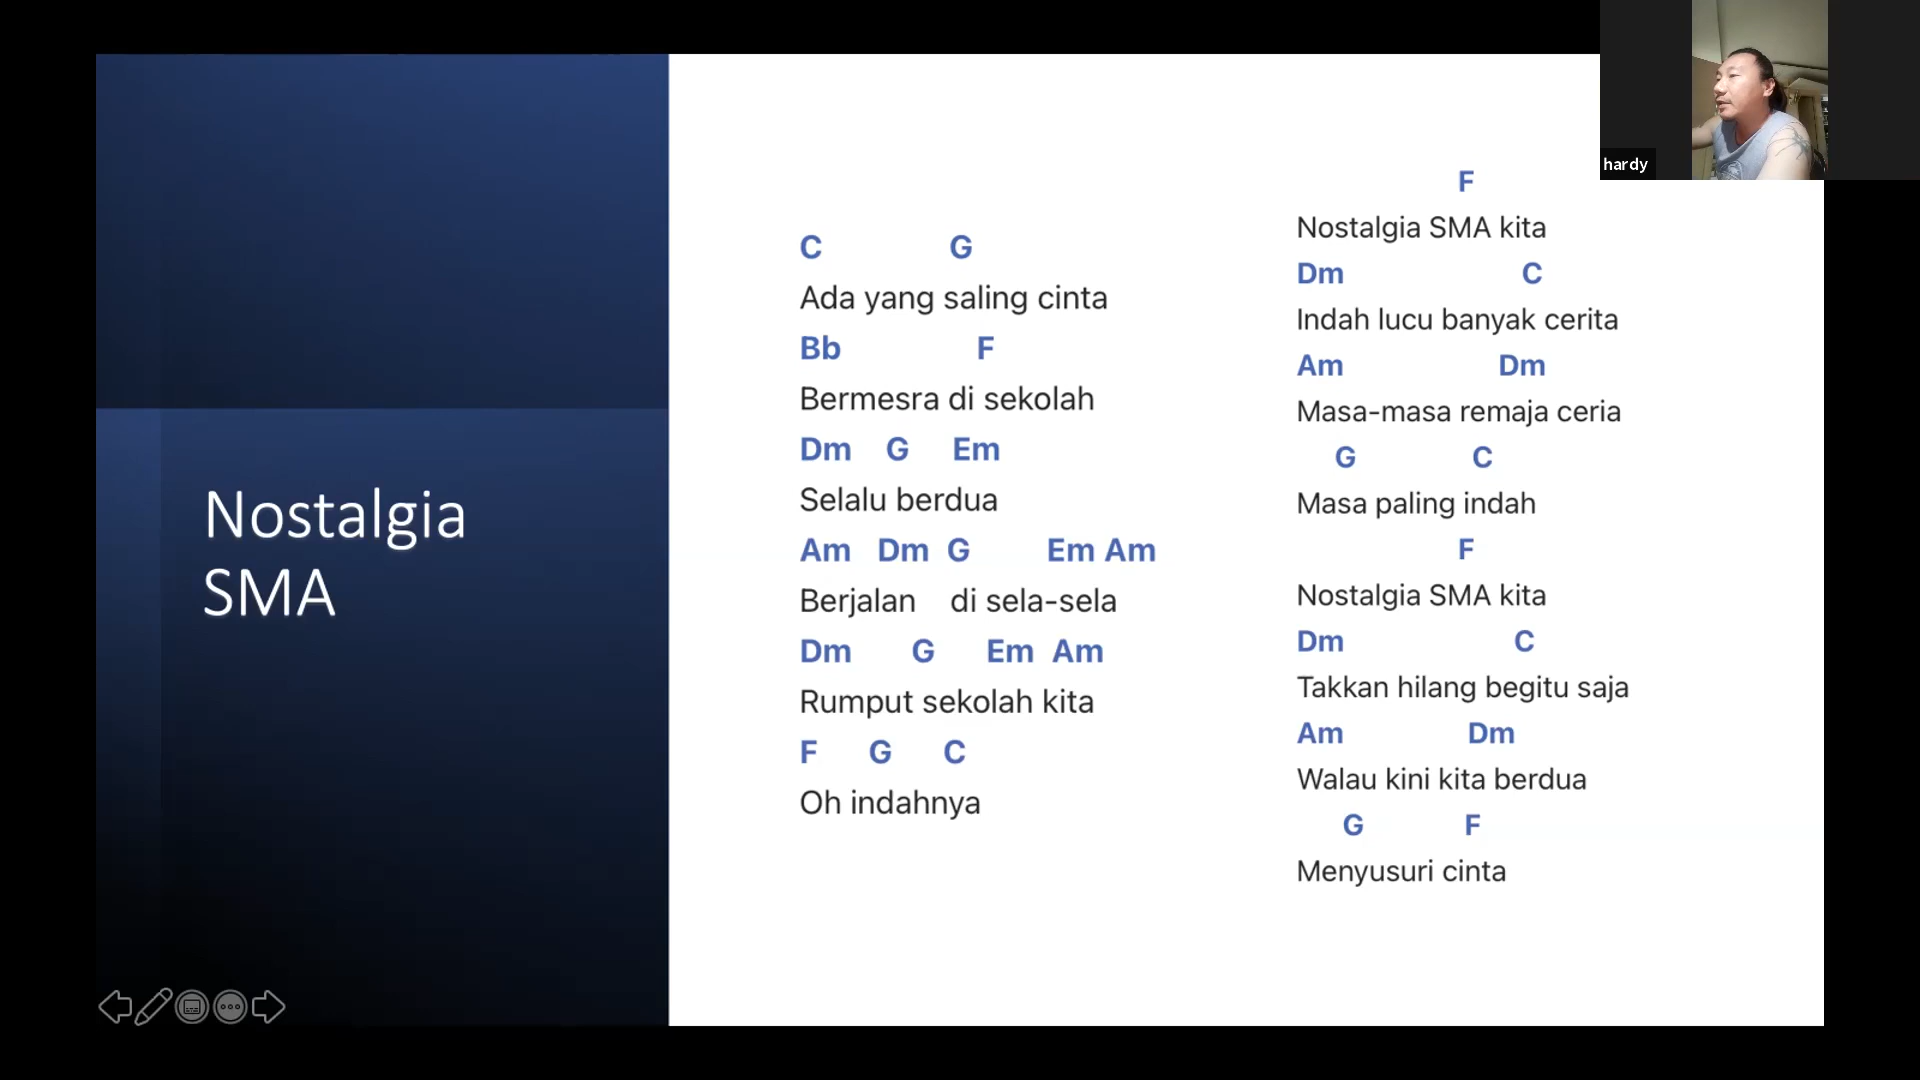 hardy
Nostalgia
SMA
C G
Ada yang saling cinta
Bb F
Bermesra di sekolah
Dm G Em
Selalu berdua
Am Dm G Em Am
Berjalan di sela-sela
Dm G Em Am
Rumput sekolah kita
F G C
Oh indahnya
F
Nostalgia SMA kita
Dm C
Indah lucu banyak cerita
Am Dm
Masa-masa remaja ceria
G C
Masa paling indah
F
Nostalgia SMA kita
Dm C
Takkan hilang begitu saja
Am Dm
Walau kini kita berdua
G F
Menyusuri cinta